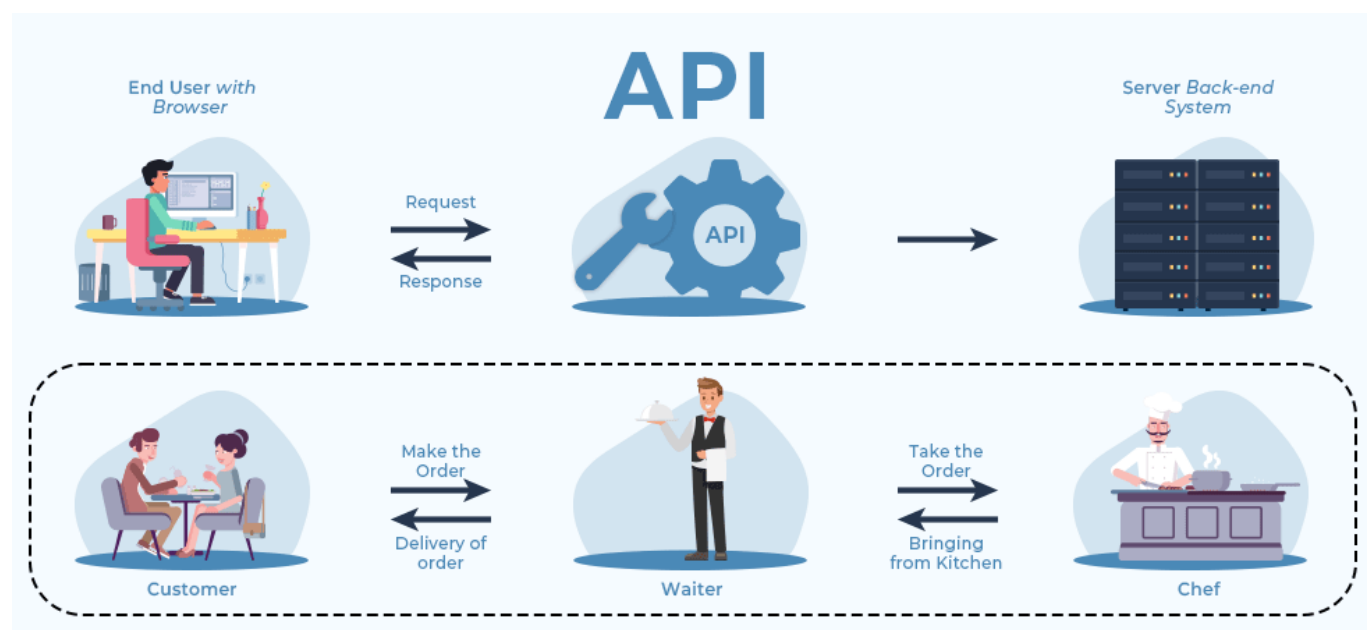 API
End User with
Browser
Server Back-end
System
Request
Response
API
Make the
Order
Delivery of
order
Take the
Order
Bringing
from Kitchen
Customer
Waiter
Chef